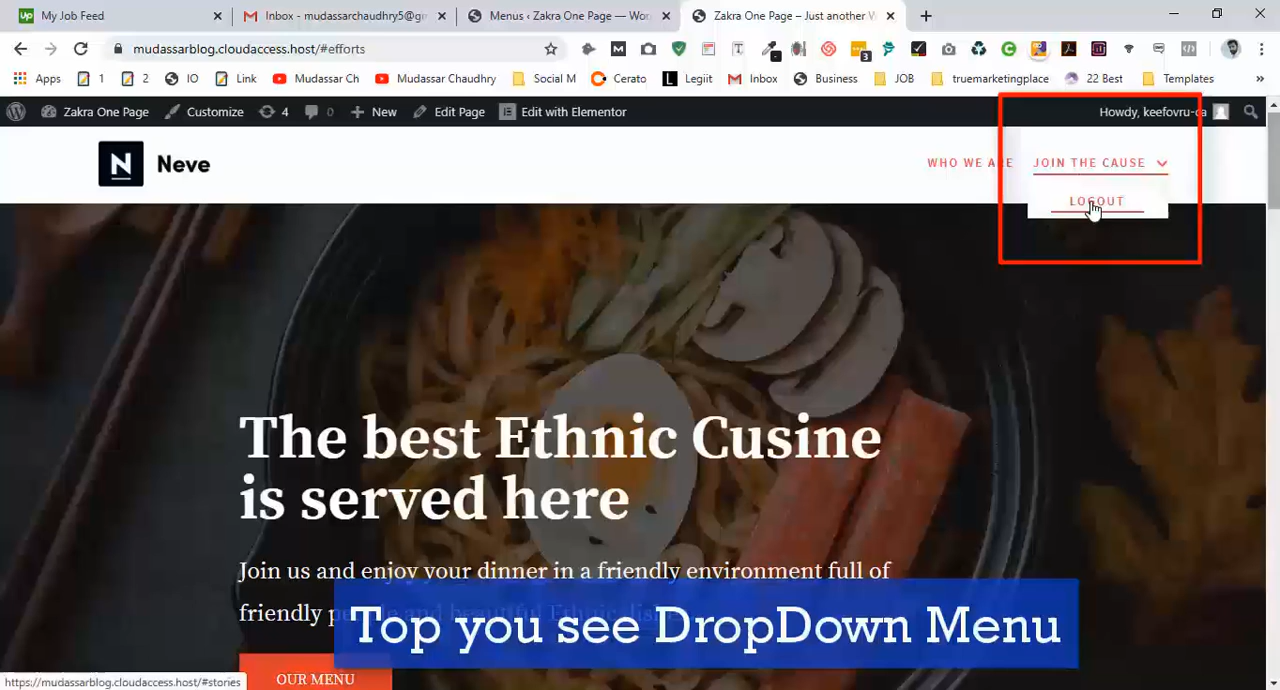 My Job Feed
Inbox - mudassarchaudhry5@gm
Menus ‹ Zakra One Page — Wor
Zakra One Page – Just another W
mudassarblog.cloudaccess.host/#efforts
Apps 1 2 IO Link Mudassar Ch Mudassar Chaudhry Social M Cerato Legiit Inbox Business JOB truemarketingplace 22 Best Templates »
Zakra One Page Customize 4 0 New Edit Page Edit with Elementor
Howdy, keefovru-ca
N Neve
WHO WE ARE JOIN THE CAUSE
LOGOUT
The best Ethnic Cusine
is served here
Join us and enjoy your dinner in a friendly environment full of
friendly people and beautiful
Top you see DropDown Menu
OUR MENU
https://mudassarblog.cloudaccess.host/#stories